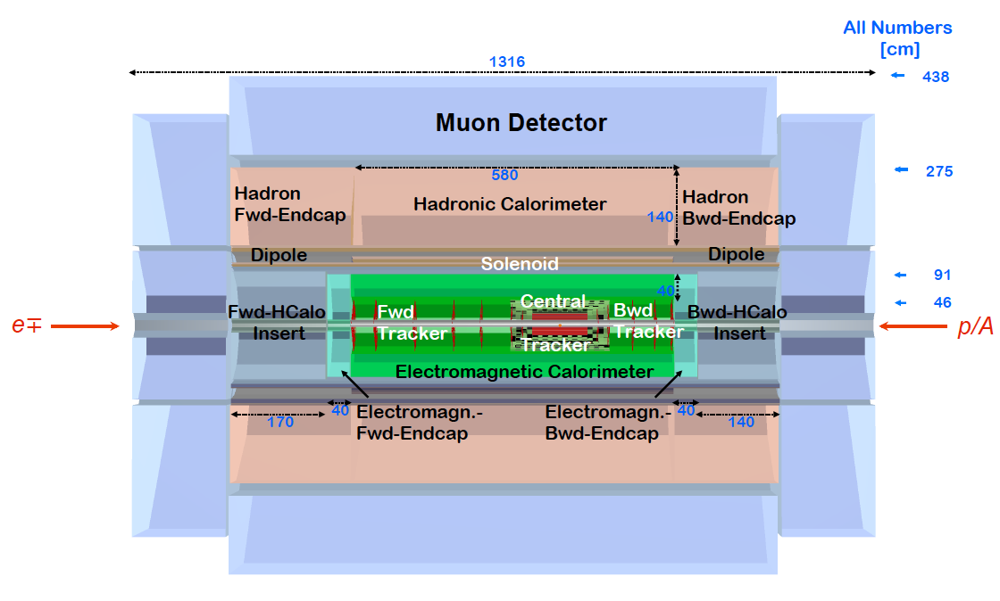 All Numbers
[cm]
1316
438
Muon Detector
275
580
Hadron
Fwd-Endcap
Hadronic Calorimeter
140
Hadron
Bwd-Endcap
Dipole
Dipole
Solenoid
91
40
46
Fwd-HCalo
Insert
Fwd
Tracker
Central
Tracker
Bwd
Tracker
Bwd-HCalo
Insert
e∓
p/A
Electromagnetic Calorimeter
170
40
Electromagn.-
Fwd-Endcap
Electromagn.-
Bwd-Endcap
40
140